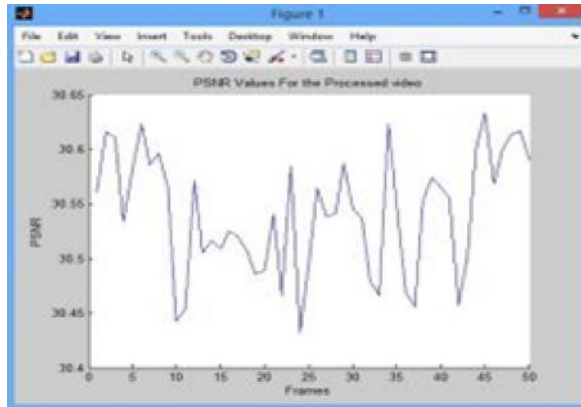 Figure 1
File Edit View Insert Tools Desktop Window Help
PSNR Values For the Processed video
30.65
30.6
30.55
30.5
30.45
30.4
PSNR
0 5 10 15 20 25 30 35 40 45 50
Frames